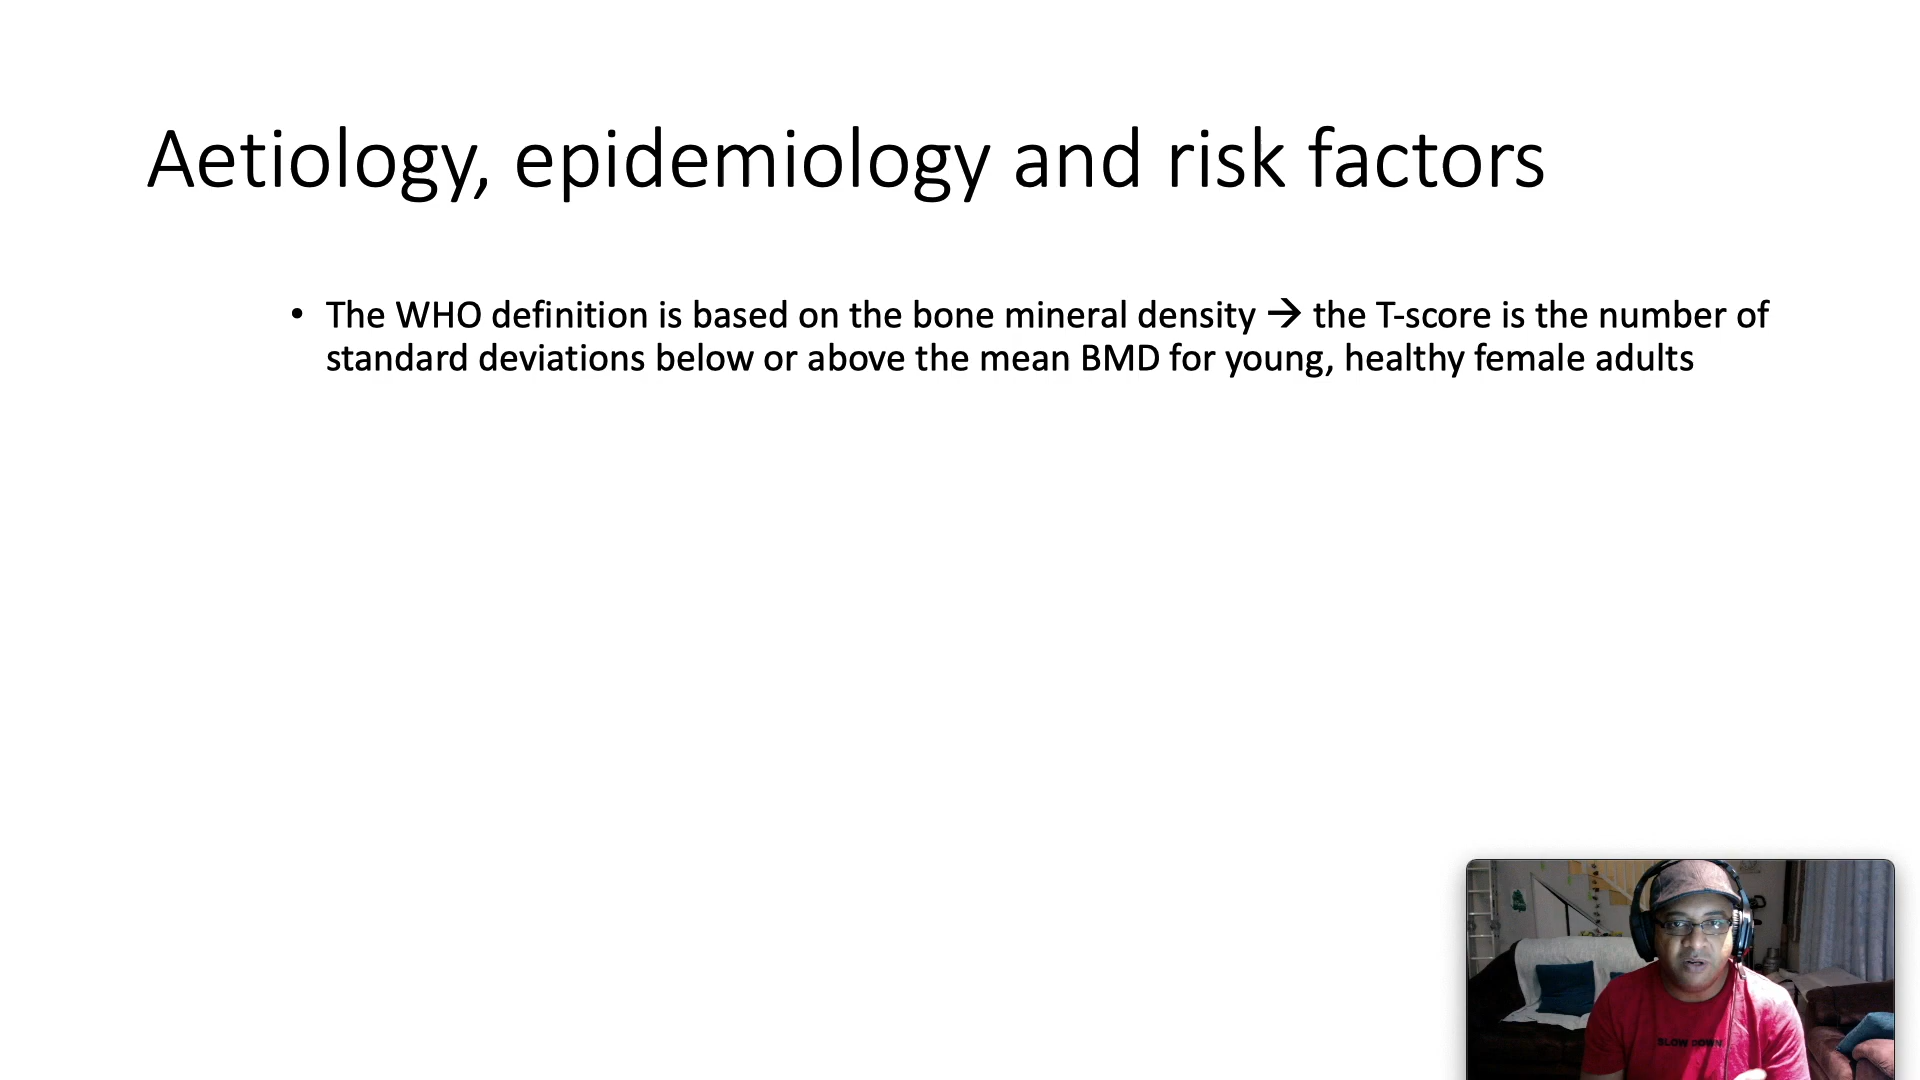 Aetiology, epidemiology and risk factors
• The WHO definition is based on the bone mineral density → the T-score is the number of
standard deviations below or above the mean BMD for young, healthy female adults
SLOW DOWN